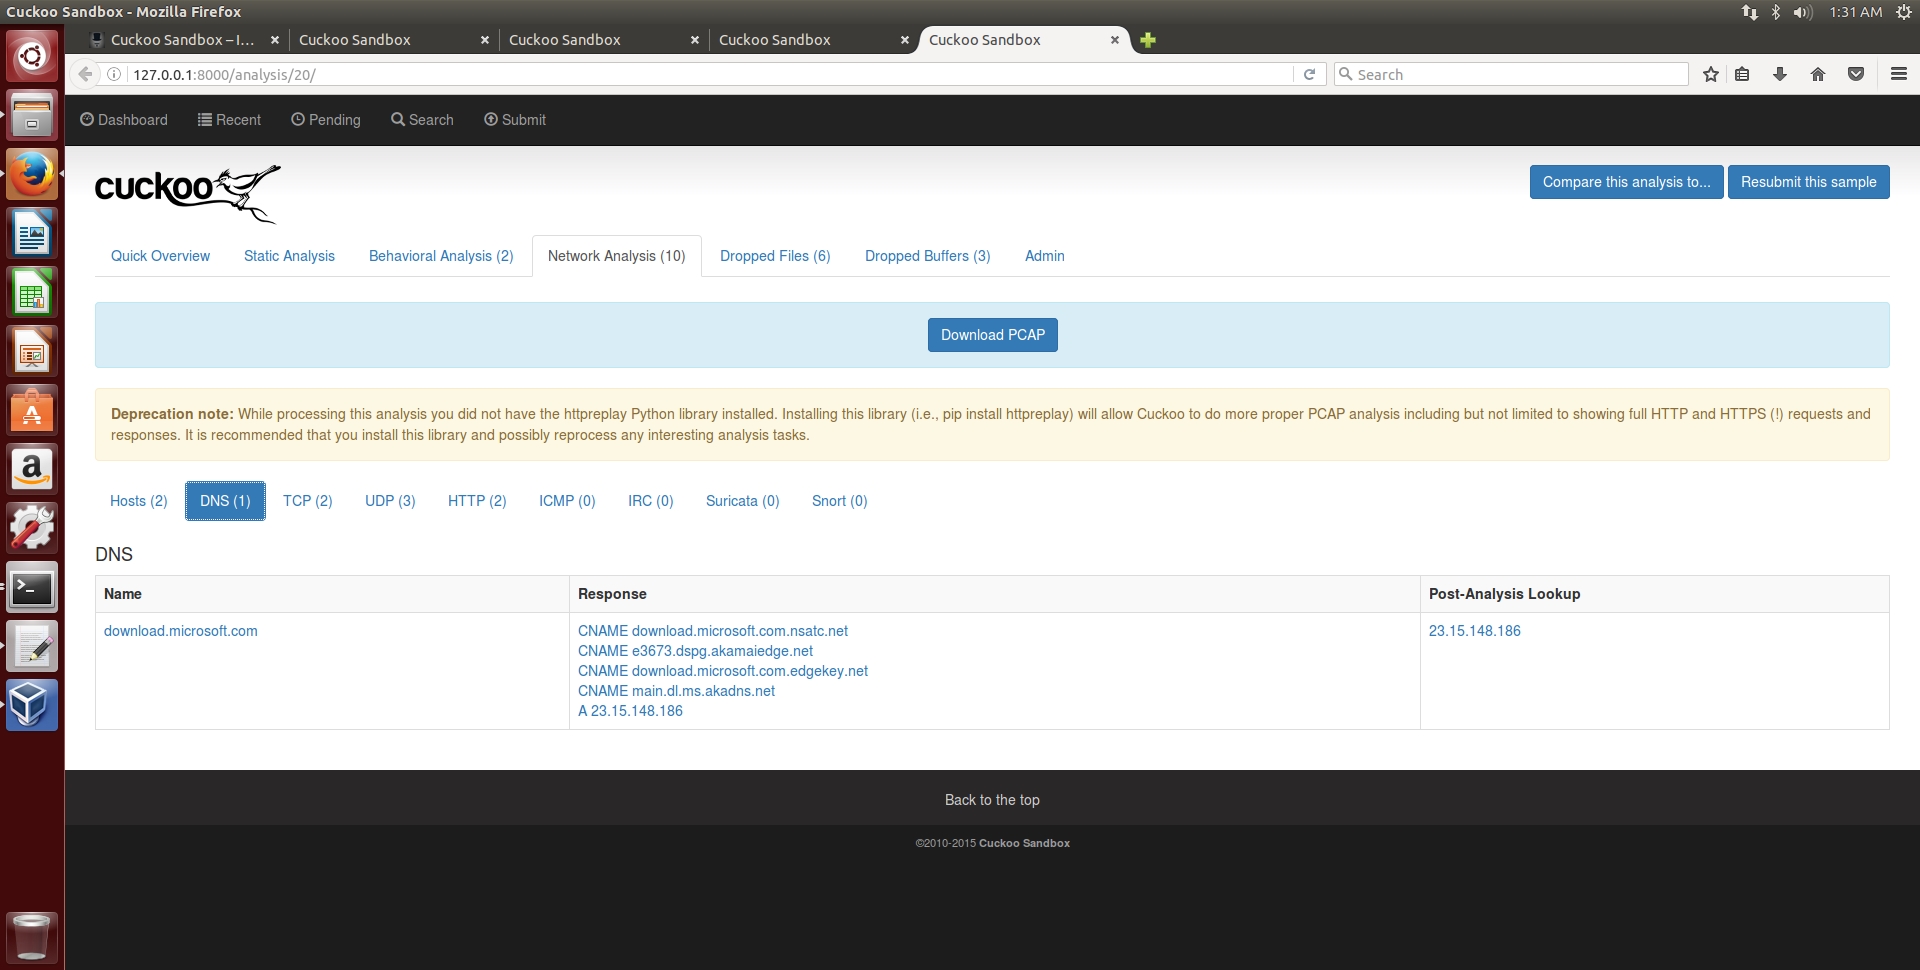 Cuckoo Sandbox - Mozilla Firefox
1:31 AM
Cuckoo Sandbox – I...
Cuckoo Sandbox
Cuckoo Sandbox
Cuckoo Sandbox
Cuckoo Sandbox
127.0.0.1:8000/analysis/20/
Search
Dashboard
Recent
Pending
Search
Submit
cuckoo
Compare this analysis to...
Resubmit this sample
Quick Overview
Static Analysis
Behavioral Analysis (2)
Network Analysis (10)
Dropped Files (6)
Dropped Buffers (3)
Admin
Download PCAP
Deprecation note: While processing this analysis you did not have the httpreplay Python library installed. Installing this library (i.e., pip install httpreplay) will allow Cuckoo to do more proper PCAP analysis including but not limited to showing full HTTP and HTTPS (!) requests and
responses. It is recommended that you install this library and possibly reprocess any interesting analysis tasks.
Hosts (2)
DNS (1)
TCP (2)
UDP (3)
HTTP (2)
ICMP (0)
IRC (0)
Suricata (0)
Snort (0)
DNS
Name
Response
Post-Analysis Lookup
download.microsoft.com
CNAME download.microsoft.com.nsatc.net
CNAME e3673.dspg.akamaiedge.net
CNAME download.microsoft.com.edgekey.net
CNAME main.dl.ms.akadns.net
A 23.15.148.186
23.15.148.186
Back to the top
©2010-2015 Cuckoo Sandbox